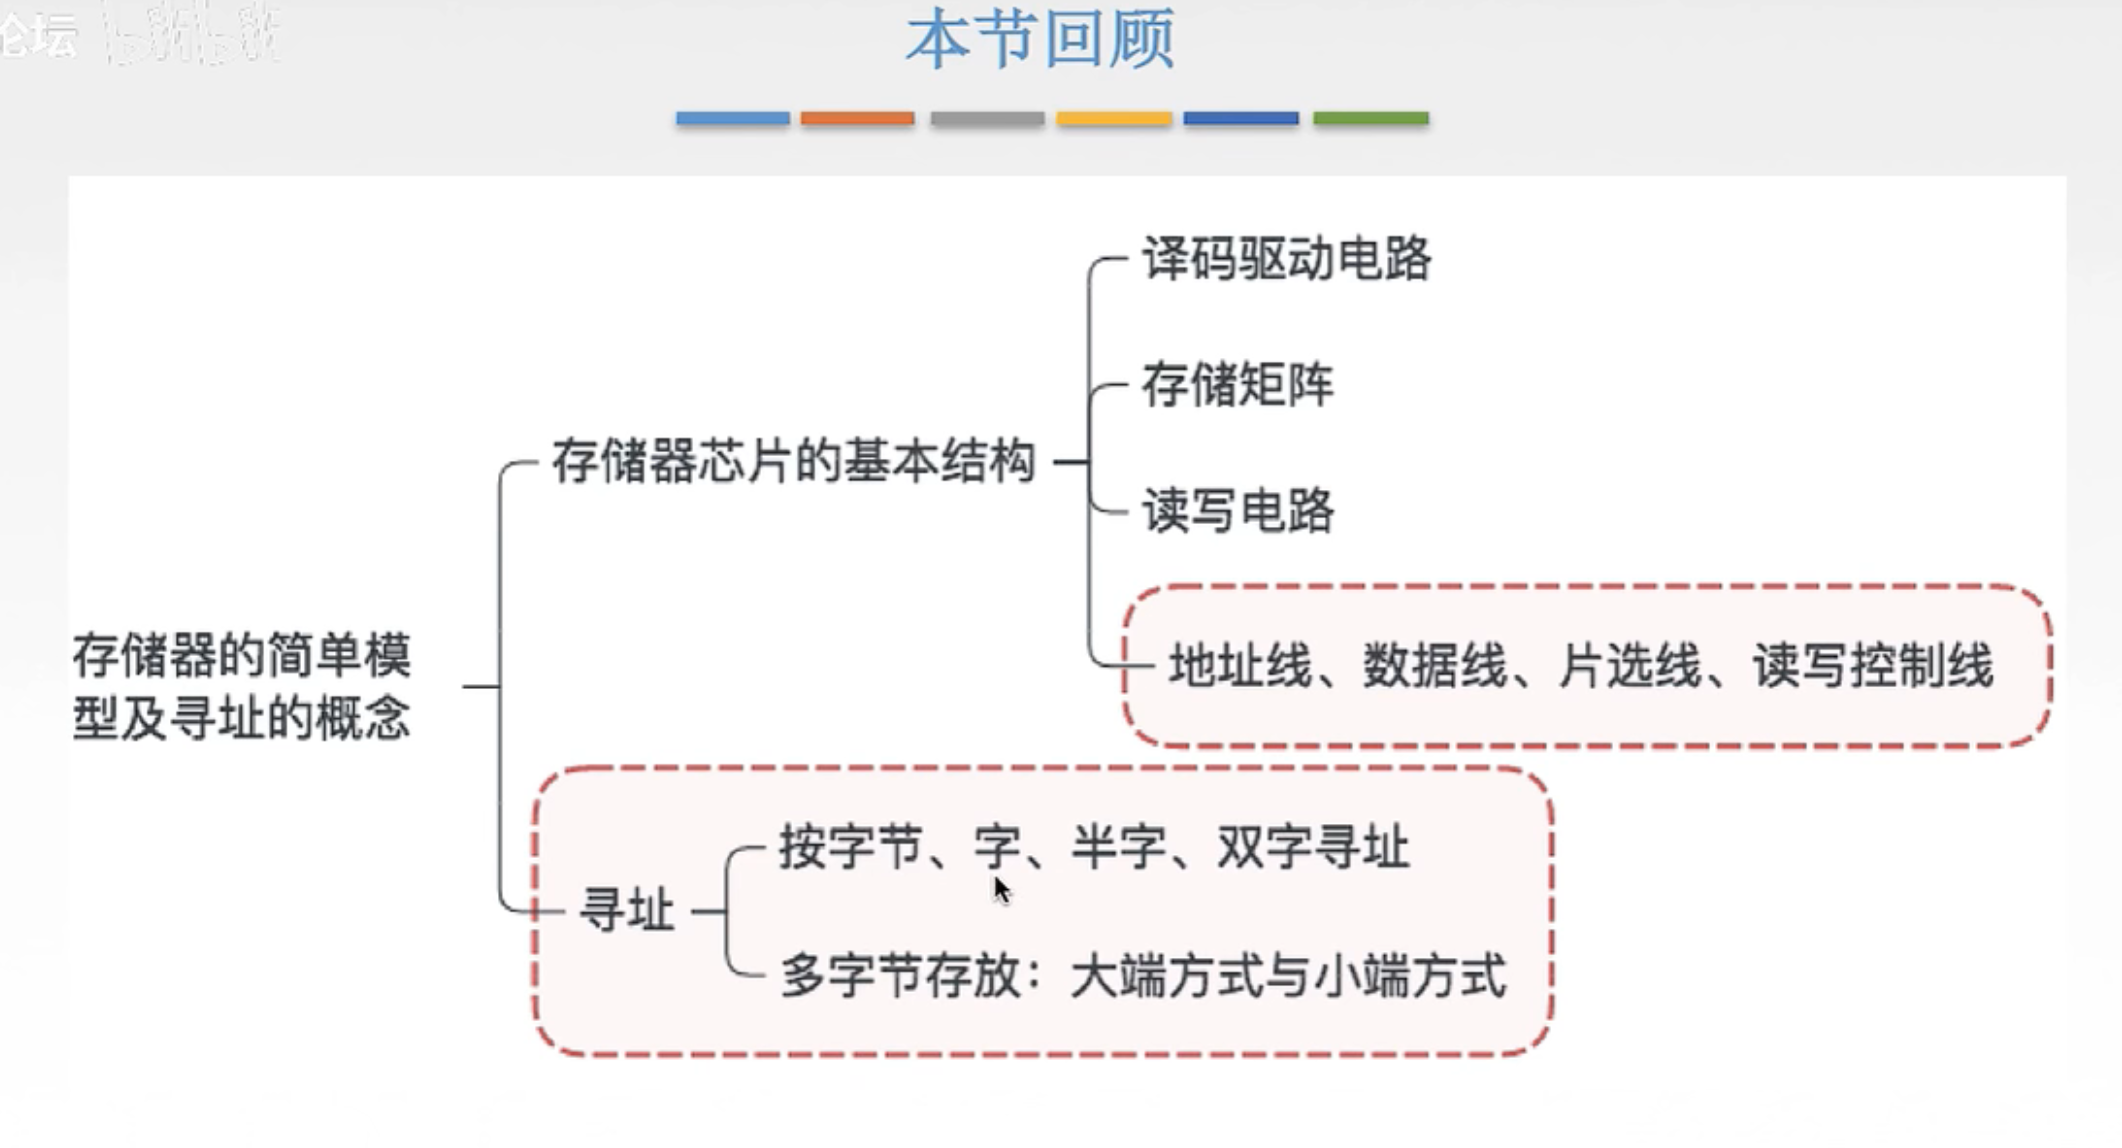 论坛 bilibili
本节回顾
译码驱动电路
存储矩阵
存储器芯片的基本结构
读写电路
地址线、数据线、片选线、读写控制线
存储器的简单模
型及寻址的概念
按字节、字、半字、双字寻址
寻址
多字节存放：大端方式与小端方式